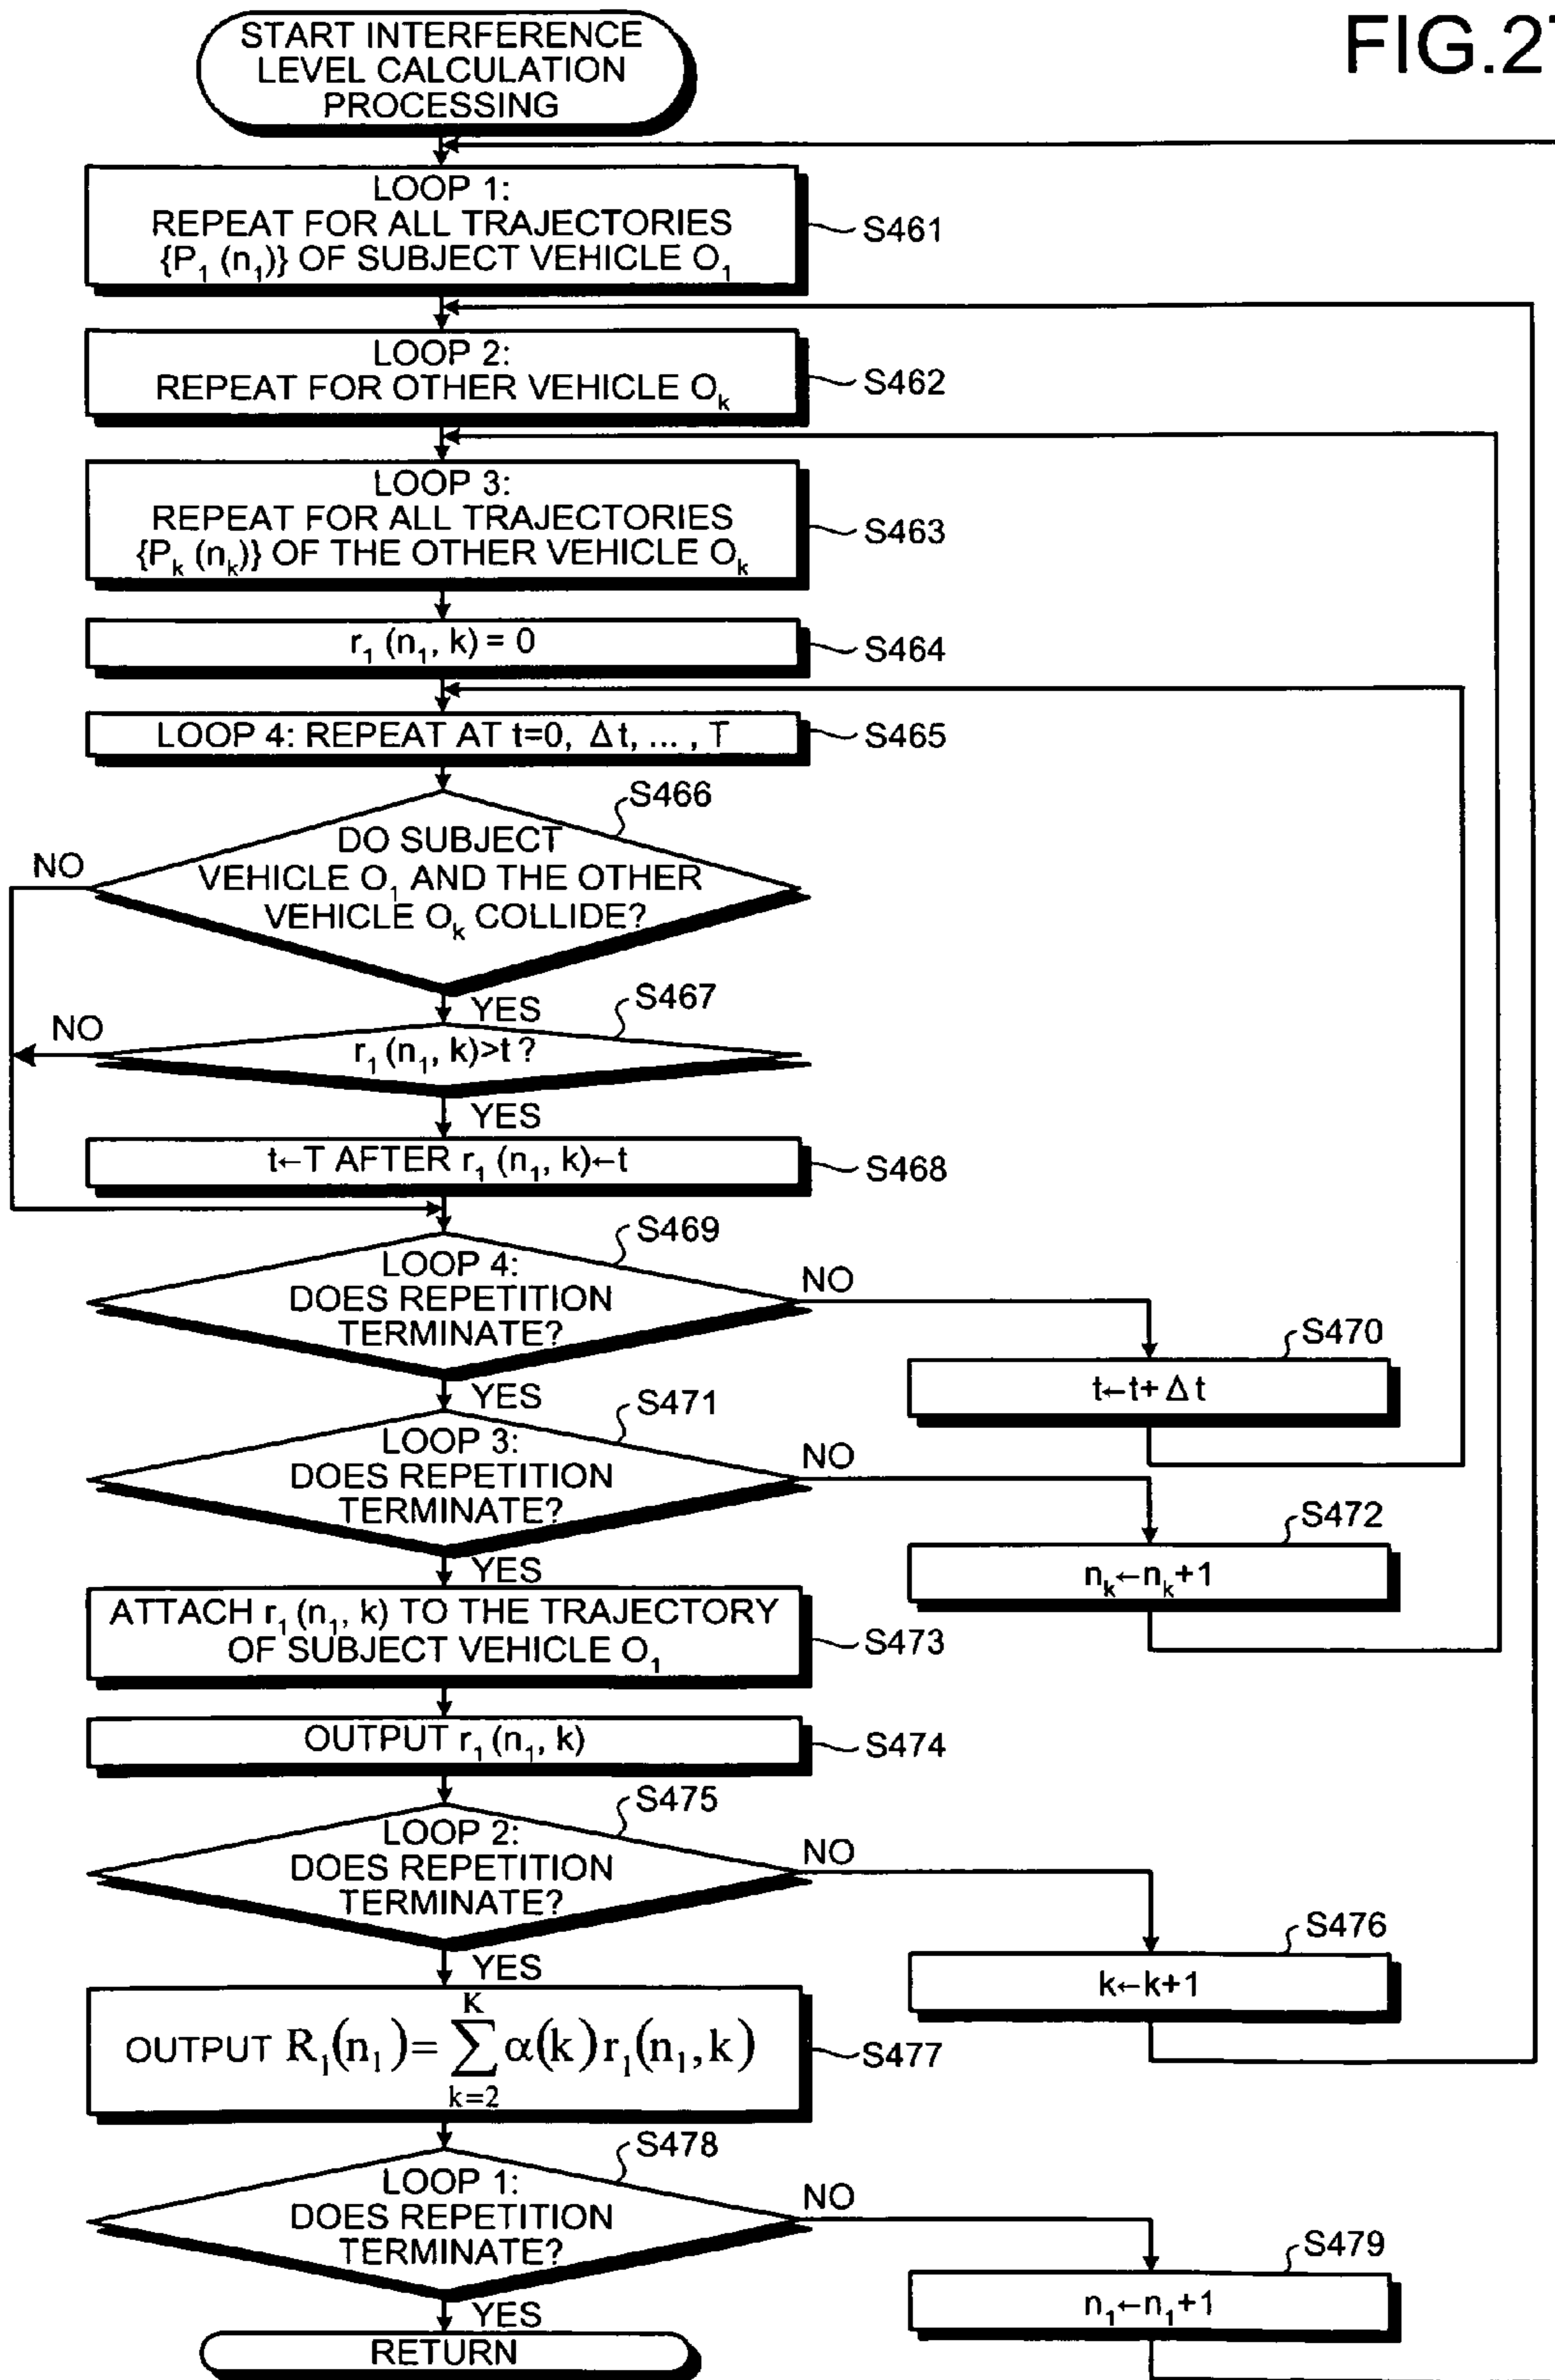 FIG.27
START INTERFERENCE
LEVEL CALCULATION
PROCESSING
LOOP 1:
REPEAT FOR ALL TRAJECTORIES
{P₁ (n₁)} OF SUBJECT VEHICLE O₁
S461
LOOP 2:
REPEAT FOR OTHER VEHICLE Oₖ
S462
LOOP 3:
REPEAT FOR ALL TRAJECTORIES
{Pₖ (nₖ)} OF THE OTHER VEHICLE Oₖ
S463
r₁ (n₁, k) = 0
S464
LOOP 4: REPEAT AT t=0, Δt, ... , T
S465
S466
DO SUBJECT
VEHICLE O₁ AND THE OTHER
VEHICLE Oₖ COLLIDE?
NO
YES
S467
r₁ (n₁, k)>t ?
NO
YES
t←T AFTER r₁ (n₁, k)←t
S468
S469
LOOP 4:
DOES REPETITION
TERMINATE?
NO
S470
t←t+ Δt
YES
S471
LOOP 3:
DOES REPETITION
TERMINATE?
NO
S472
nₖ←nₖ+1
YES
ATTACH r₁ (n₁, k) TO THE TRAJECTORY
OF SUBJECT VEHICLE O₁
S473
OUTPUT r₁ (n₁, k)
S474
S475
LOOP 2:
DOES REPETITION
TERMINATE?
NO
S476
k←k+1
YES
OUTPUT R₁(n₁)= ∑ₖ₌₂ᴷ α(k) r₁(n₁,k)
S477
S478
LOOP 1:
DOES REPETITION
TERMINATE?
NO
S479
n₁←n₁+1
YES
RETURN